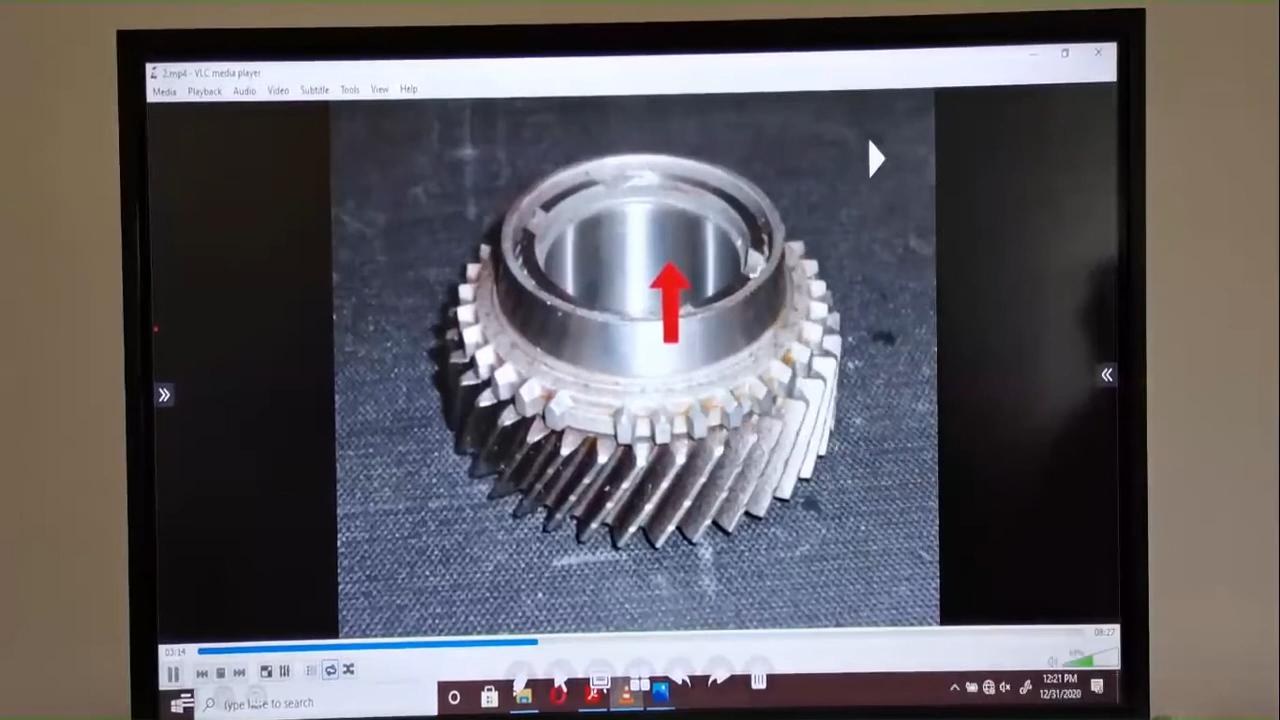 2.mp4 - VLC media player
Media Playback Audio Video Subtitle Tools View Help
03:14
08:27
68%
Type here to search
12:21 PM
12/31/2020